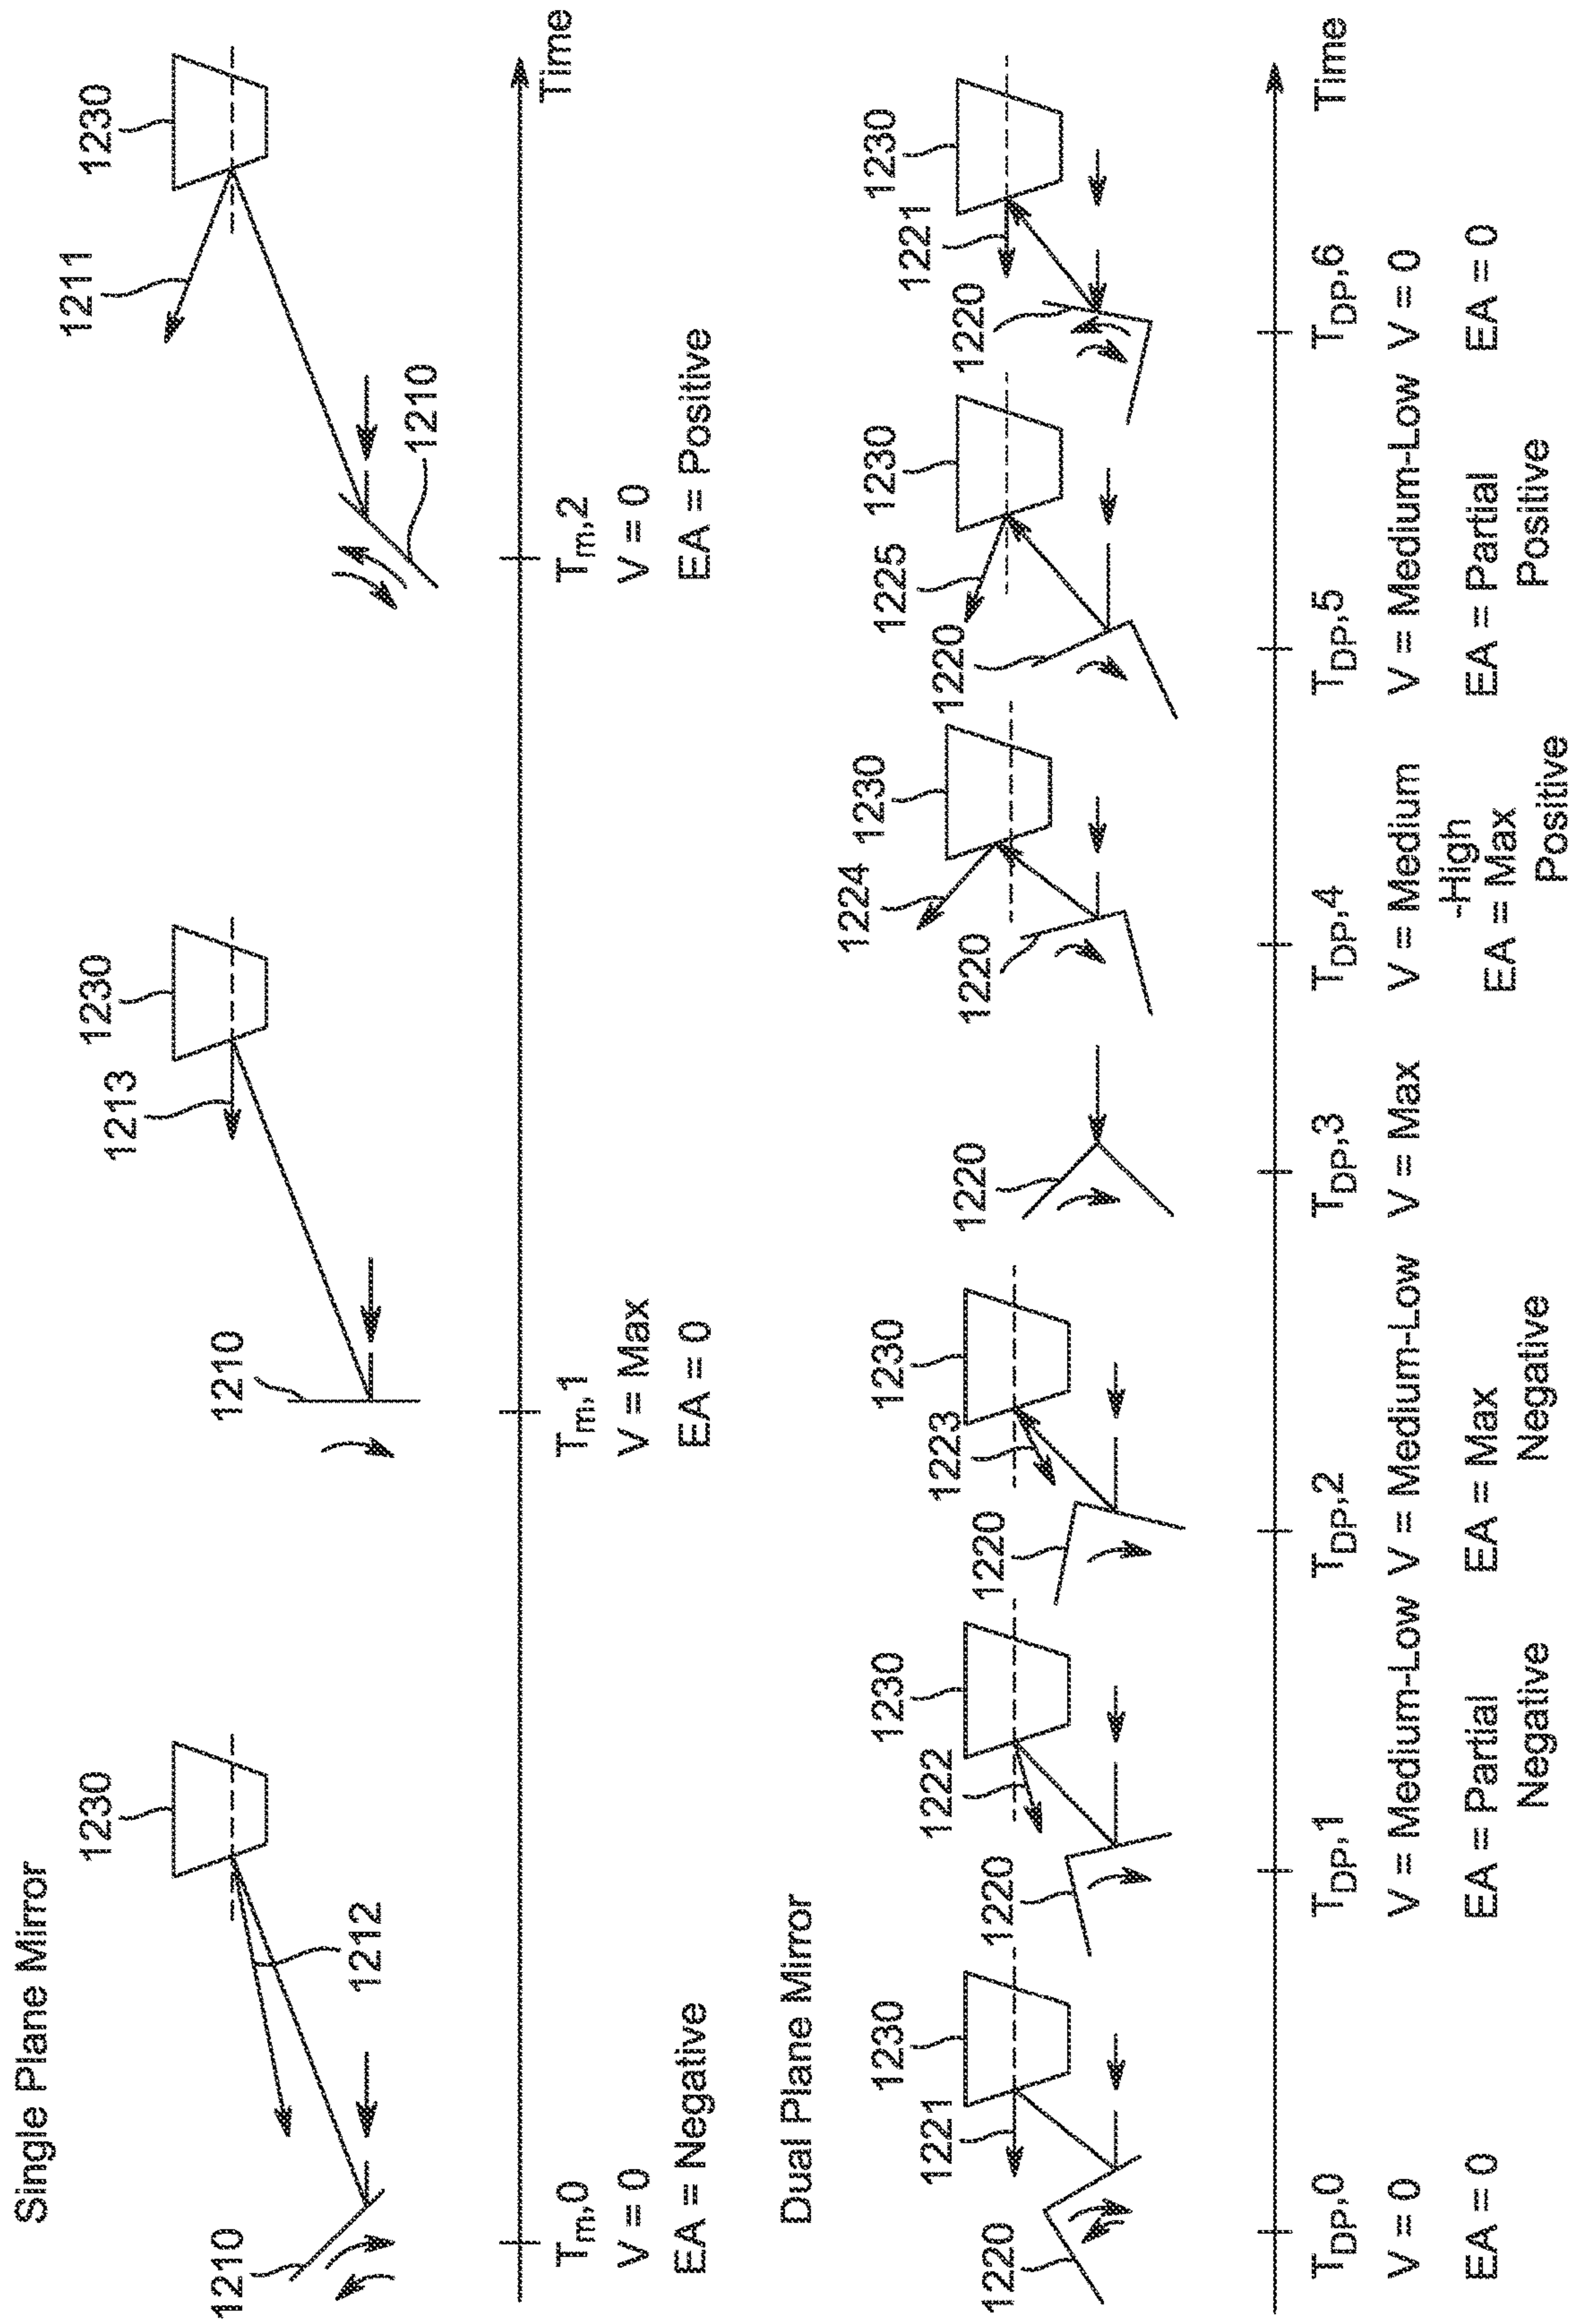 Single Plane Mirror
1230
1230
1230
1211
1213
1212
1210
1210
1210
Time
Tm,0
Tm,1
Tm,2
V = 0
V = Max
V = 0
EA = Negative
EA = 0
EA = Positive
Dual Plane Mirror
1230
1230
1230
1230
1230
1230
1221
1222
1223
1224
1225
1221
1220
1220
1220
1220
1220
1220
1220
Time
TDP,0
TDP,1
TDP,2
TDP,3
TDP,4
TDP,5
TDP,6
V = 0
V = Medium-Low
V = Medium-Low
V = Max
V = Medium
-High
V = Medium-Low
V = 0
EA = 0
EA = Partial
Negative
EA = Max
Negative
EA = Max
Positive
EA = Partial
Positive
EA = 0